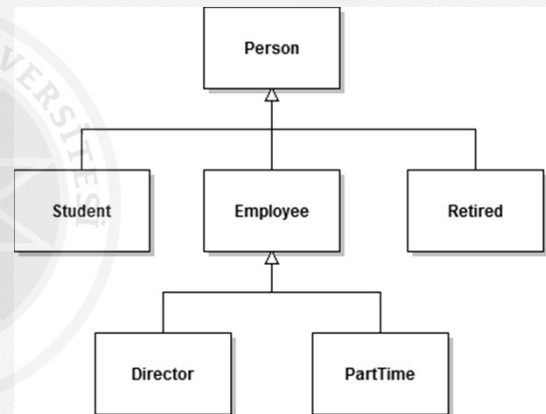 Person
Student
Employee
Retired
Director
PartTime